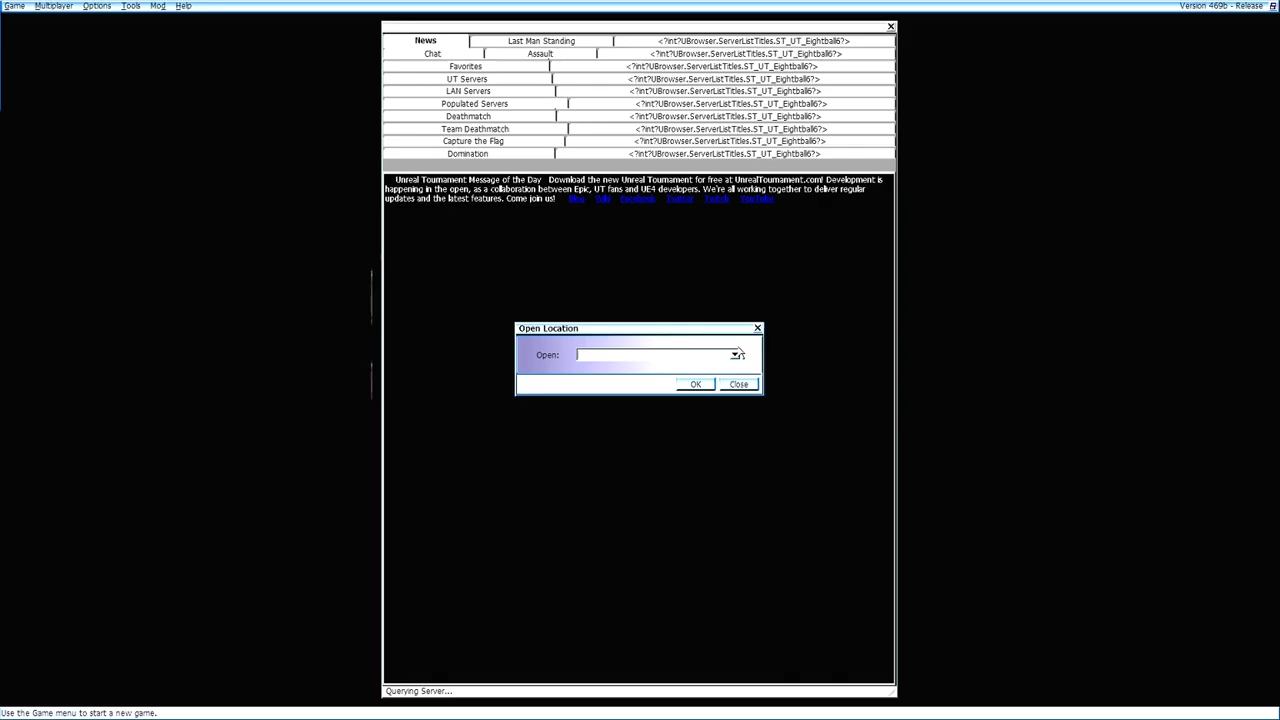 Game Multiplayer Options Tools Mod Help Version 469b - Release
News Last Man Standing <?int?UBrowser.ServerListTitles.ST_UT_Eightball6?>
Chat Assault <?int?UBrowser.ServerListTitles.ST_UT_Eightball6?>
Favorites <?int?UBrowser.ServerListTitles.ST_UT_Eightball6?>
UT Servers <?int?UBrowser.ServerListTitles.ST_UT_Eightball6?>
LAN Servers <?int?UBrowser.ServerListTitles.ST_UT_Eightball6?>
Populated Servers <?int?UBrowser.ServerListTitles.ST_UT_Eightball6?>
Deathmatch <?int?UBrowser.ServerListTitles.ST_UT_Eightball6?>
Team Deathmatch <?int?UBrowser.ServerListTitles.ST_UT_Eightball6?>
Capture the Flag <?int?UBrowser.ServerListTitles.ST_UT_Eightball6?>
Domination <?int?UBrowser.ServerListTitles.ST_UT_Eightball6?>
Unreal Tournament Message of the Day Download the new Unreal Tournament for free at UnrealTournament.com! Development is
happening in the open, as a collaboration between Epic, UT fans and UE4 developers. We're all working together to deliver regular
updates and the latest features. Come join us! Blog Wiki Facebook Twitter Twitch YouTube
Open Location
Open:
OK Close
Querying Server...
Use the Game menu to start a new game.